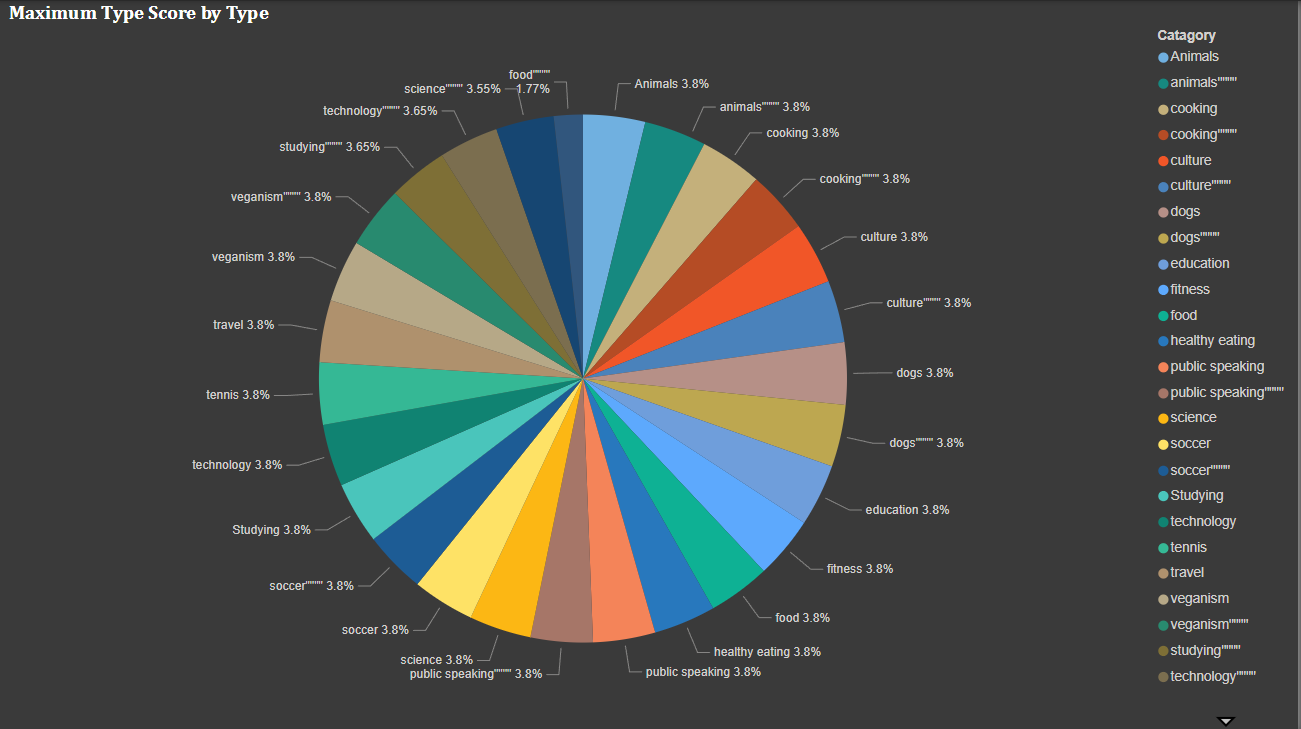 Maximum Type Score by Type
food"""" 1.77%
science"""" 3.55%
technology"""" 3.65%
studying"""" 3.65%
veganism"""" 3.8%
veganism 3.8%
travel 3.8%
tennis 3.8%
technology 3.8%
Studying 3.8%
soccer"""" 3.8%
soccer 3.8%
science 3.8%
public speaking"""" 3.8%
Animals 3.8%
animals"""" 3.8%
cooking 3.8%
cooking"""" 3.8%
culture 3.8%
culture"""" 3.8%
dogs 3.8%
dogs"""" 3.8%
education 3.8%
fitness 3.8%
food 3.8%
healthy eating 3.8%
public speaking 3.8%
Catagory
Animals
animals""""
cooking
cooking""""
culture
culture""""
dogs
dogs""""
education
fitness
food
healthy eating
public speaking
public speaking""""
science
soccer
soccer""""
Studying
technology
tennis
travel
veganism
veganism""""
studying""""
technology""""